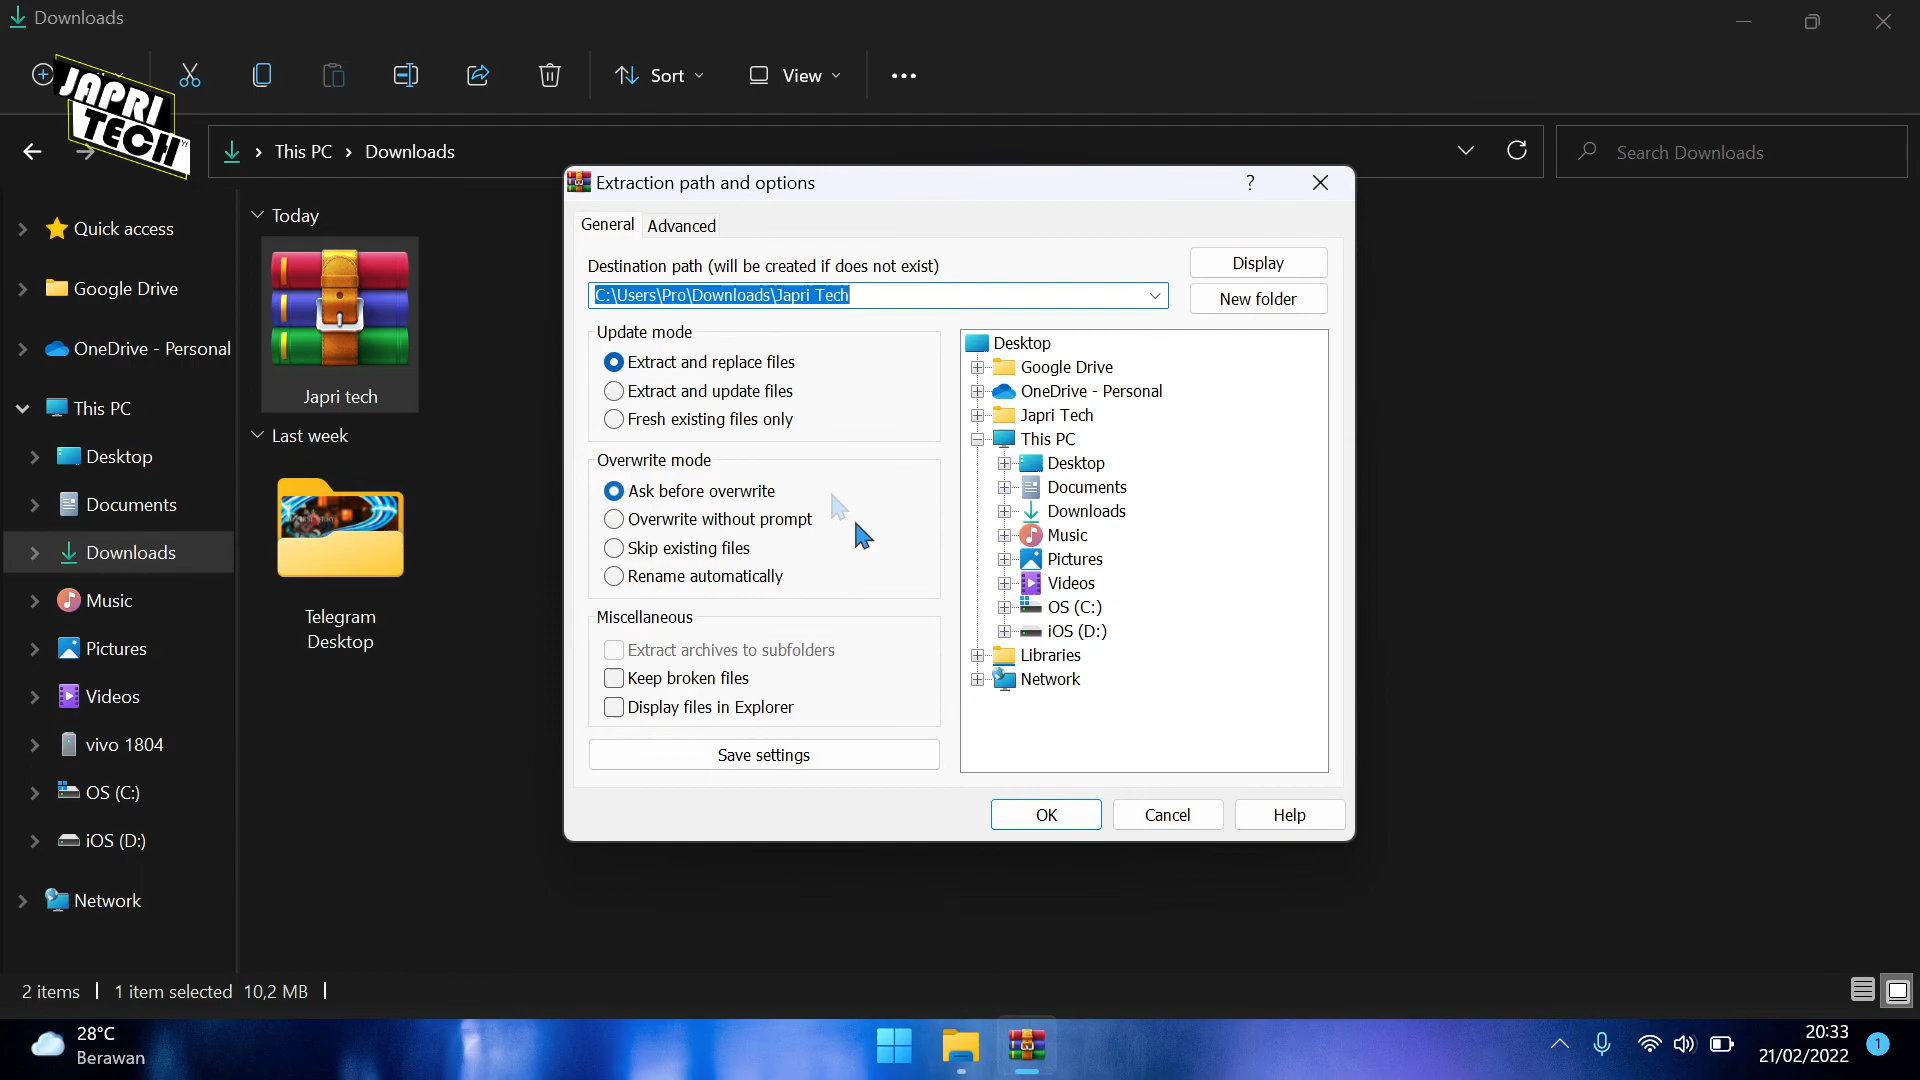 Downloads
Sort
View
JAPRI
TECH
This PC
Downloads
Search Downloads
Quick access
Google Drive
OneDrive - Personal
This PC
Desktop
Documents
Downloads
Music
Pictures
Videos
vivo 1804
OS (C:)
iOS (D:)
Network
Today
Japri tech
Last week
Telegram
Desktop
Extraction path and options
?
General
Advanced
Destination path (will be created if does not exist)
C:\Users\Pro\Downloads\Japri Tech
Display
New folder
Update mode
Extract and replace files
Extract and update files
Fresh existing files only
Overwrite mode
Ask before overwrite
Overwrite without prompt
Skip existing files
Rename automatically
Miscellaneous
Extract archives to subfolders
Keep broken files
Display files in Explorer
Save settings
Desktop
Google Drive
OneDrive - Personal
Japri Tech
This PC
Desktop
Documents
Downloads
Music
Pictures
Videos
OS (C:)
iOS (D:)
Libraries
Network
OK
Cancel
Help
2 items
1 item selected 10,2 MB
28°C
Berawan
20:33
21/02/2022
1